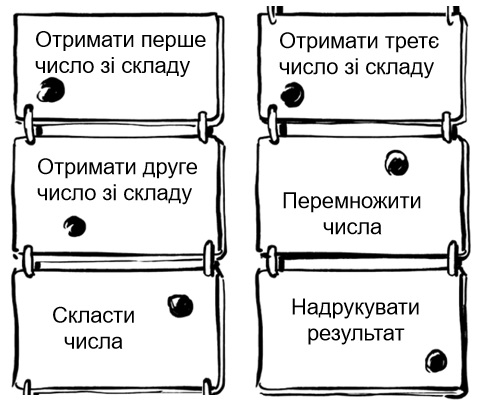 Отримати перше
число зі складу
Отримати друге
число зі складу
Скласти
числа
Отримати третє
число зі складу
Перемножити
числа
Надрукувати
результат